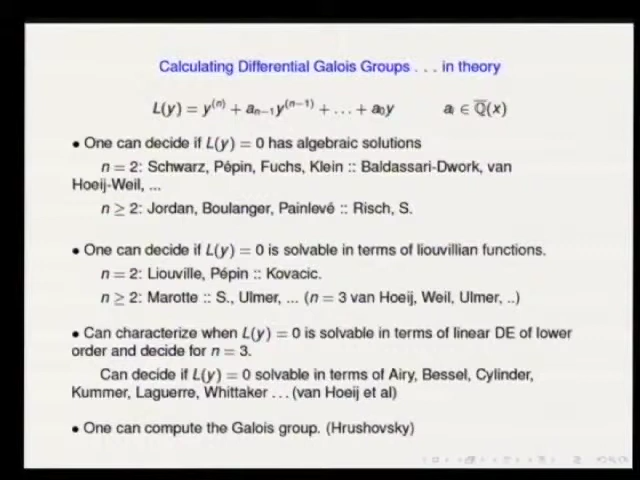 Calculating Differential Galois Groups . . . in theory
L(y) = y⁽ⁿ⁾ + aₙ₋₁y⁽ⁿ⁻¹⁾ + . . . + a₀y aᵢ ∈ Q̅(x)
• One can decide if L(y) = 0 has algebraic solutions
n = 2: Schwarz, Pépin, Fuchs, Klein :: Baldassari-Dwork, van
Hoeij-Weil, ...
n ≥ 2: Jordan, Boulanger, Painlevé :: Risch, S.
• One can decide if L(y) = 0 is solvable in terms of liouvillian functions.
n = 2: Liouville, Pépin :: Kovacic.
n ≥ 2: Marotte :: S., Ulmer, ... (n = 3 van Hoeij, Weil, Ulmer, ..)
• Can characterize when L(y) = 0 is solvable in terms of linear DE of lower
order and decide for n = 3.
Can decide if L(y) = 0 solvable in terms of Airy, Bessel, Cylinder,
Kummer, Laguerre, Whittaker . . . (van Hoeij et al)
• One can compute the Galois group. (Hrushovsky)